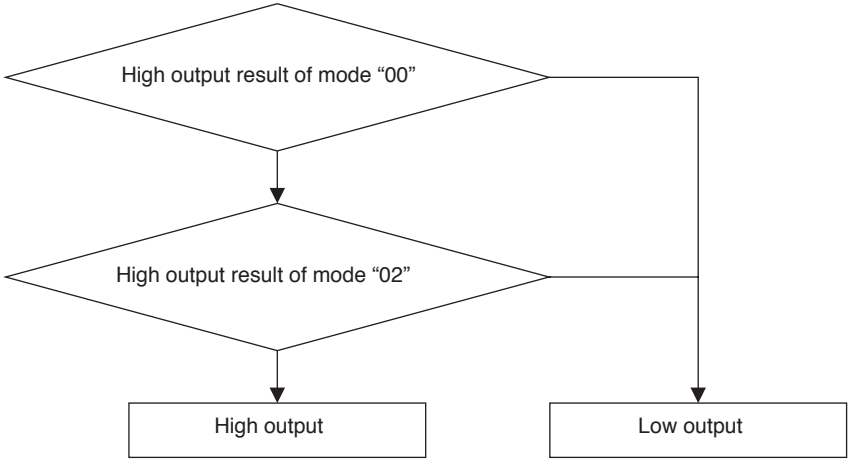 High output result of mode “00”
High output result of mode “02”
High output
Low output